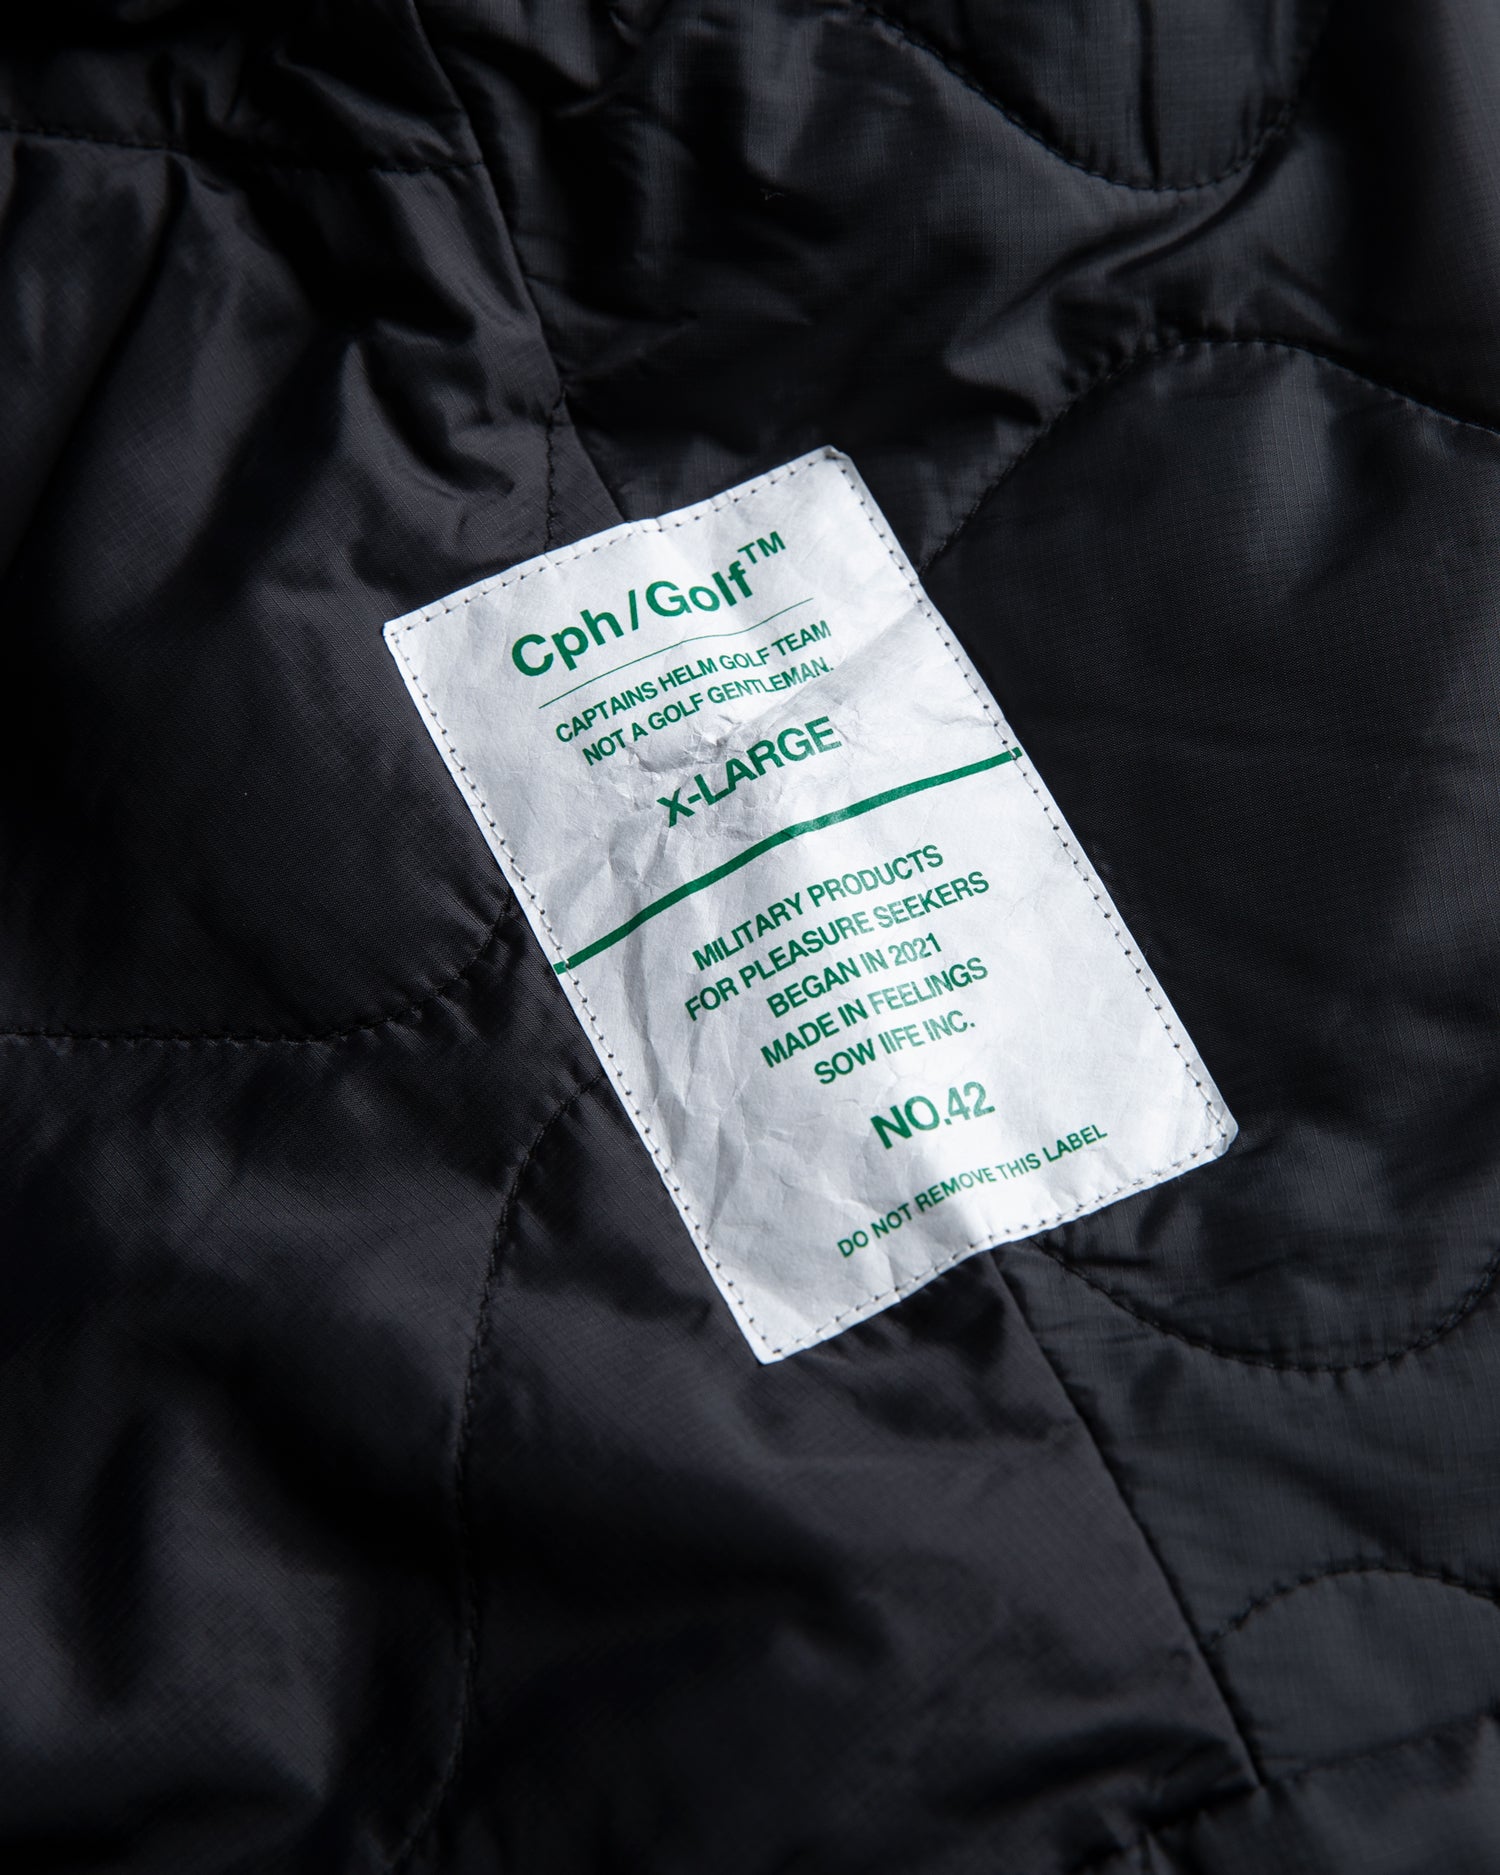 Cph/Golf™
CAPTAINS HELM GOLF TEAM
NOT A GOLF GENTLEMAN.
X-LARGE
MILITARY PRODUCTS
FOR PLEASURE SEEKERS
BEGAN IN 2021
MADE IN FEELINGS
SOW IIFE INC.
NO.42
DO NOT REMOVE THIS LABEL